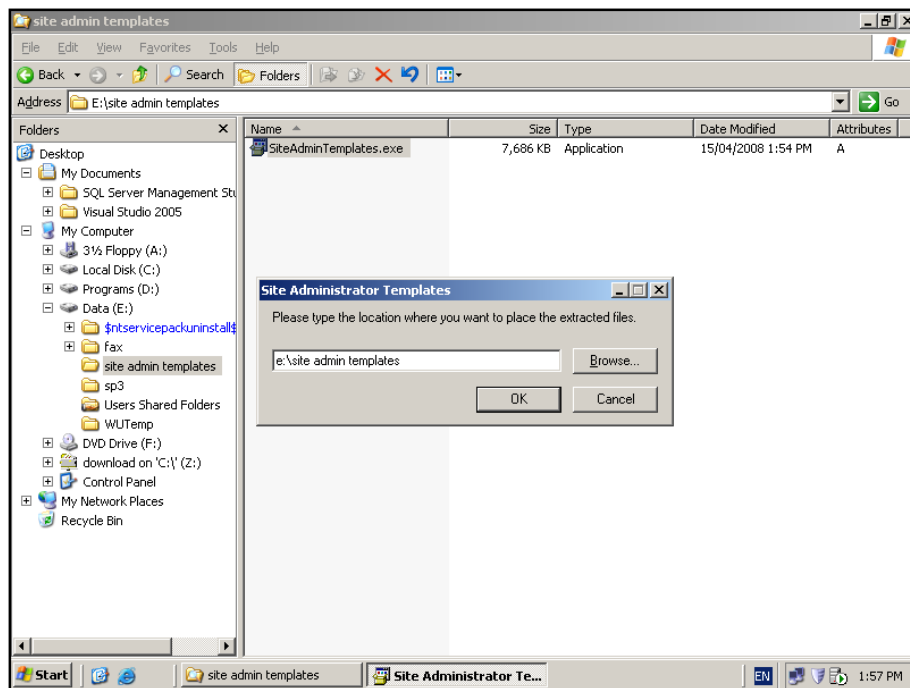 site admin templates
File Edit View Favorites Tools Help
Back Search Folders
Address E:\site admin templates Go
Folders
Name Size Type Date Modified Attributes
SiteAdminTemplates.exe 7,686 KB Application 15/04/2008 1:54 PM A
Desktop
My Documents
SQL Server Management Stu
Visual Studio 2005
My Computer
3½ Floppy (A:)
Local Disk (C:)
Programs (D:)
Data (E:)
$ntservicepackuninstall$
fax
site admin templates
sp3
Users Shared Folders
WUTemp
DVD Drive (F:)
download on 'C:\' (Z:)
Control Panel
My Network Places
Recycle Bin
Site Administrator Templates
Please type the location where you want to place the extracted files.
e:\site admin templates
Browse...
OK Cancel
Start site admin templates Site Administrator Te... EN 1:57 PM